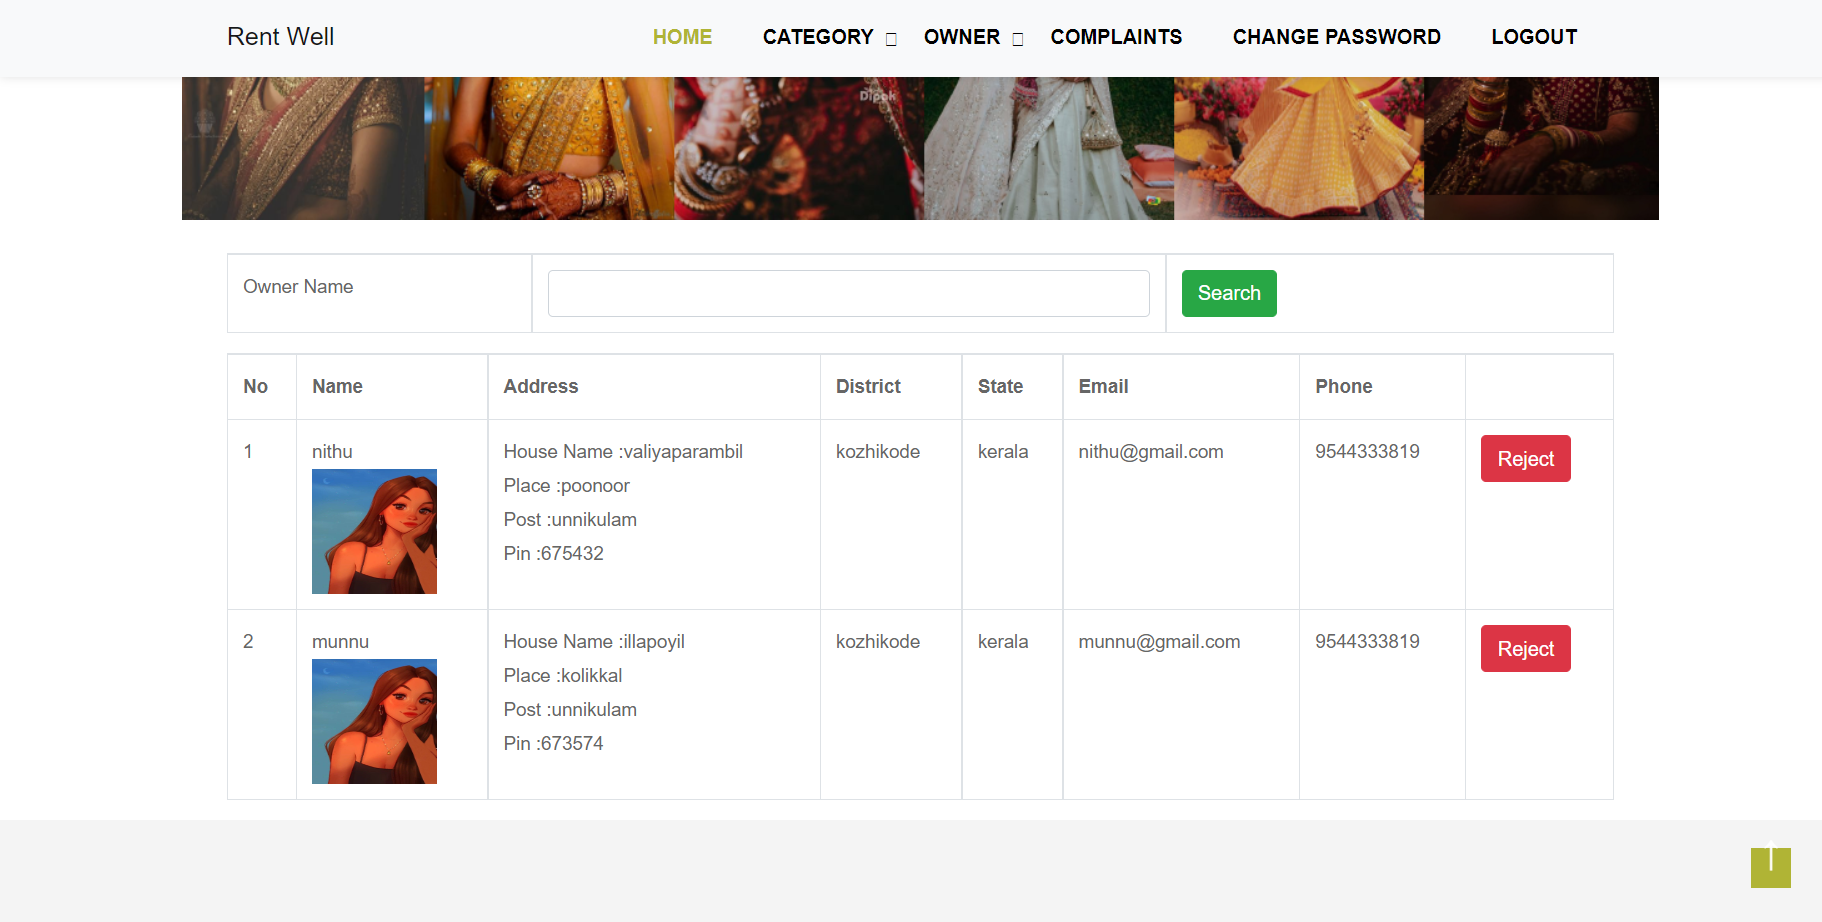 Rent Well HOME CATEGORY OWNER COMPLAINTS CHANGE PASSWORD LOGOUT
Dipak
Owner Name Search
No Name Address District State Email Phone
1 nithu House Name :valiyaparambil kozhikode kerala nithu@gmail.com 9544333819 Reject
Place :poonoor
Post :unnikulam
Pin :675432
2 munnu House Name :illapoyil kozhikode kerala munnu@gmail.com 9544333819 Reject
Place :kolikkal
Post :unnikulam
Pin :673574